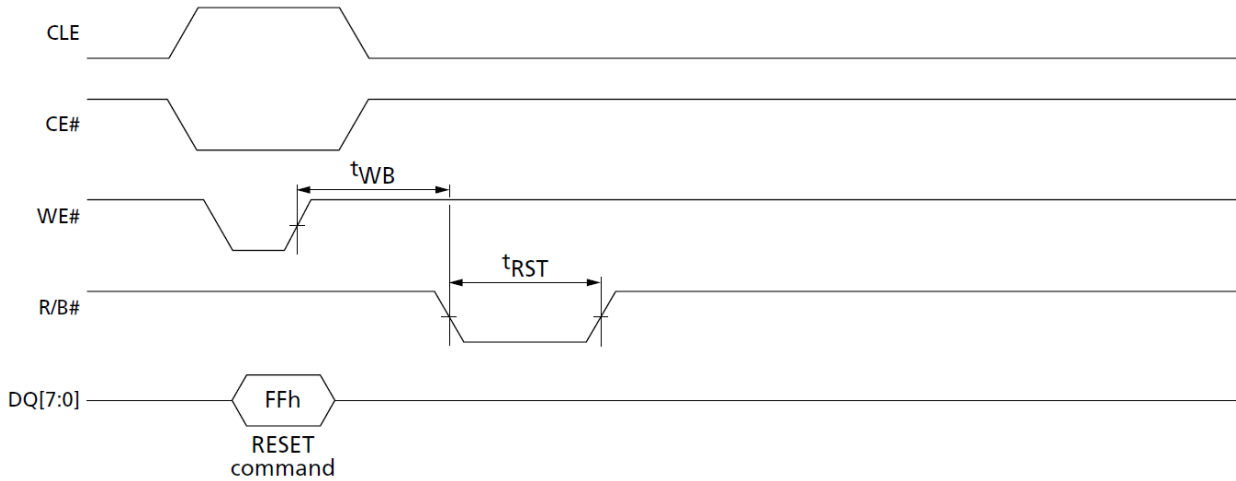 CLE
CE#
tWB
WE#
tRST
R/B#
DQ[7:0]
FFh
RESET
command